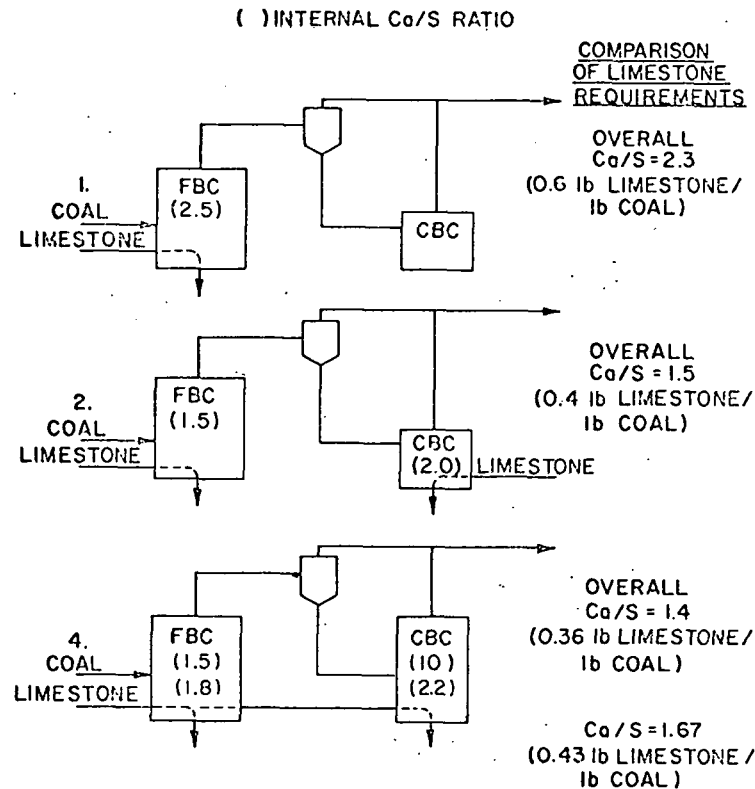 ( ) INTERNAL Ca/S RATIO
COMPARISON
OF LIMESTONE
REQUIREMENTS
1.
COAL
LIMESTONE
FBC
(2.5)
CBC
OVERALL
Ca/S = 2.3
(0.6 lb LIMESTONE/
lb COAL)
2.
COAL
LIMESTONE
FBC
(1.5)
CBC
(2.0)
LIMESTONE
OVERALL
Ca/S = 1.5
(0.4 lb LIMESTONE/
lb COAL)
4.
COAL
LIMESTONE
FBC
(1.5)
(1.8)
CBC
(10)
(2.2)
OVERALL
Ca/S = 1.4
(0.36 lb LIMESTONE/
lb COAL)
Ca/S = 1.67
(0.43 lb LIMESTONE/
lb COAL)